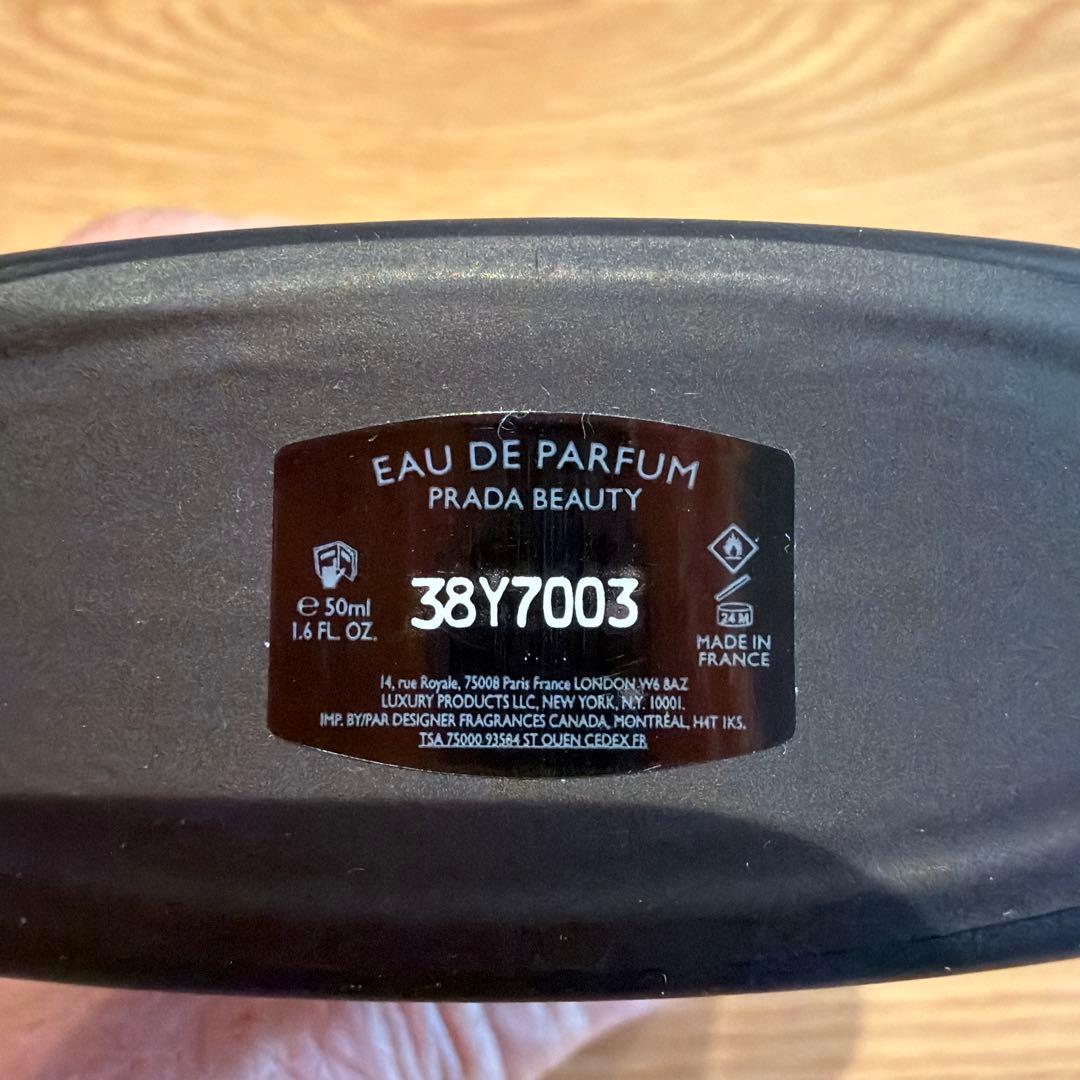 EAU DE PARFUM
PRADA BEAUTY
38Y7003
℮ 50ml
1.6 FL. OZ.
24 M
MADE IN
FRANCE
14, rue Royale, 75008 Paris France LONDON W6 8AZ
LUXURY PRODUCTS LLC, NEW YORK, N.Y. 10001.
IMP. BY/PAR DESIGNER FRAGRANCES CANADA, MONTRÉAL, H4T 1K5.
TSA 75000 93584 ST OUEN CEDEX FR